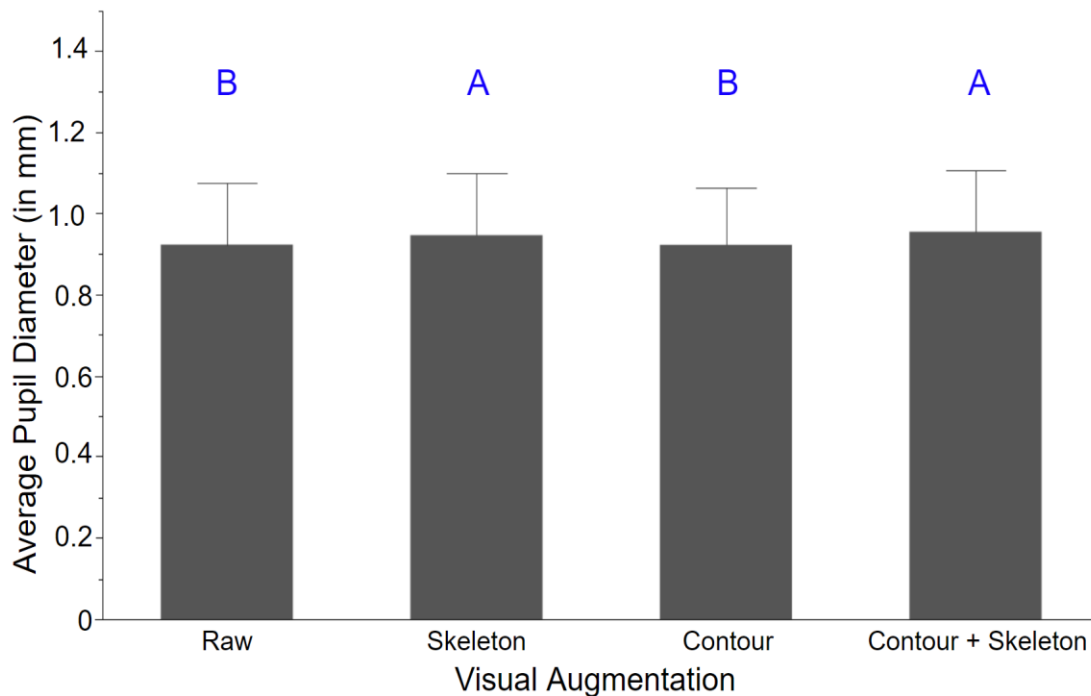 Average Pupil Diameter (in mm)
1.4
1.2
1.0
0.8
0.6
0.4
0.2
0
B A B A
Raw Skeleton Contour Contour + Skeleton
Visual Augmentation